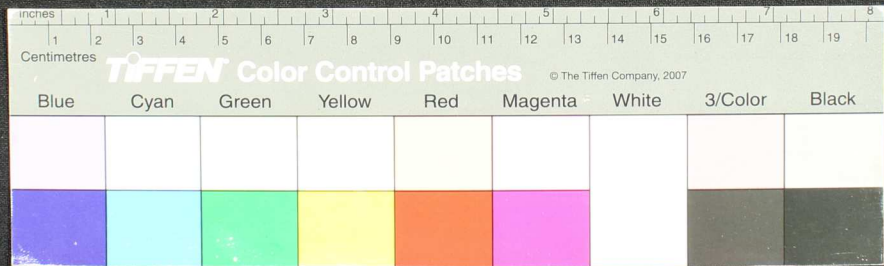 inches 1 2 3 4 5 6 7 8
1 2 3 4 5 6 7 8 9 10 11 12 13 14 15 16 17 18 19
Centimetres
TIFFEN Color Control Patches © The Tiffen Company, 2007
Blue Cyan Green Yellow Red Magenta White 3/Color Black